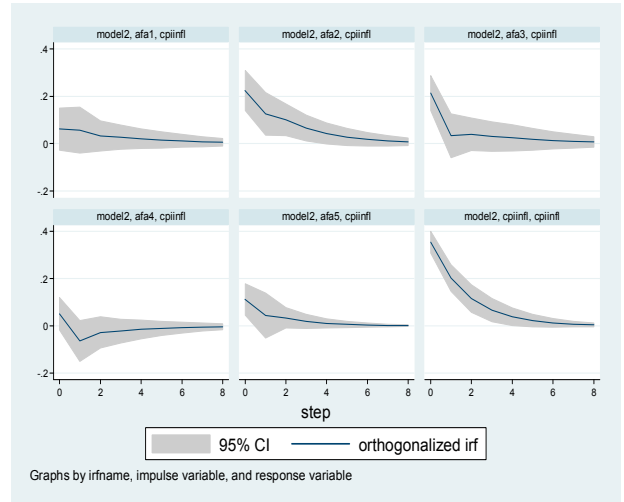 model2, afa1, cpiinfl
model2, afa2, cpiinfl
model2, afa3, cpiinfl
.4
.2
0
-.2
model2, afa4, cpiinfl
model2, afa5, cpiinfl
model2, cpiinfl, cpiinfl
.4
.2
0
-.2
0 2 4 6 8
0 2 4 6 8
0 2 4 6 8
step
95% CI
orthogonalized irf
Graphs by irfname, impulse variable, and response variable